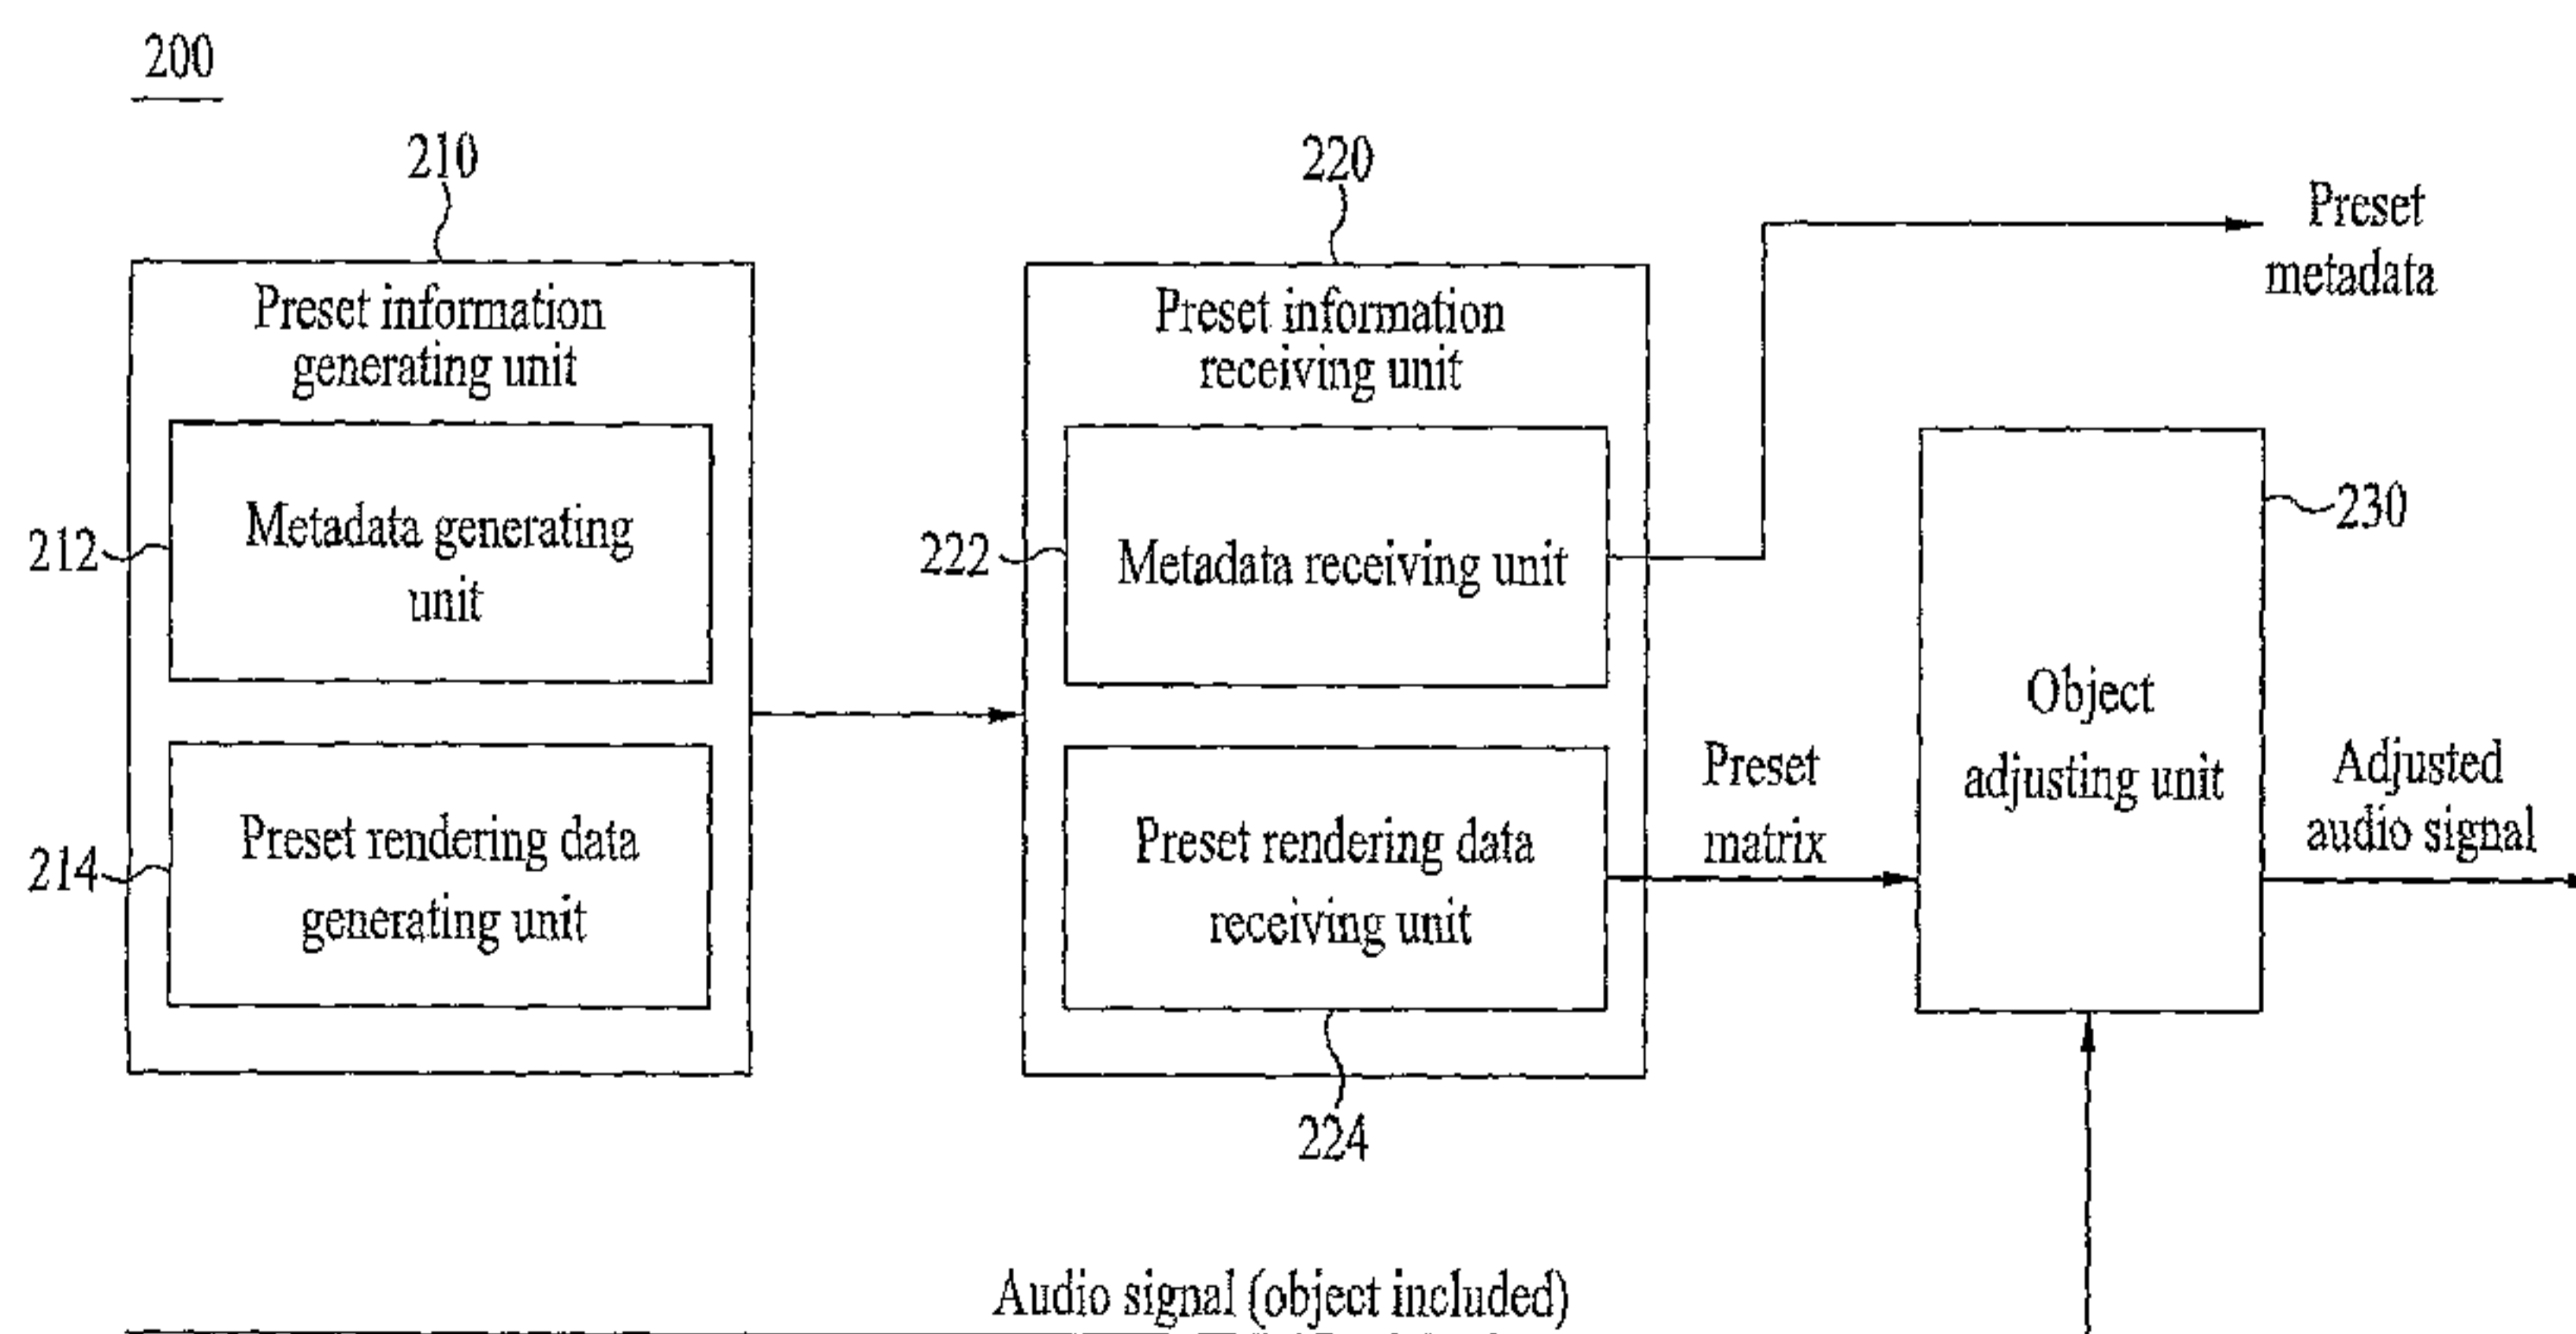 200
210
220
Preset
metadata
Preset information
generating unit
Preset information
receiving unit
212
Metadata generating
unit
222
Metadata receiving unit
230
214
Preset rendering data
generating unit
Preset rendering data
receiving unit
224
Preset
matrix
Object
adjusting unit
Adjusted
audio signal
Audio signal (object included)